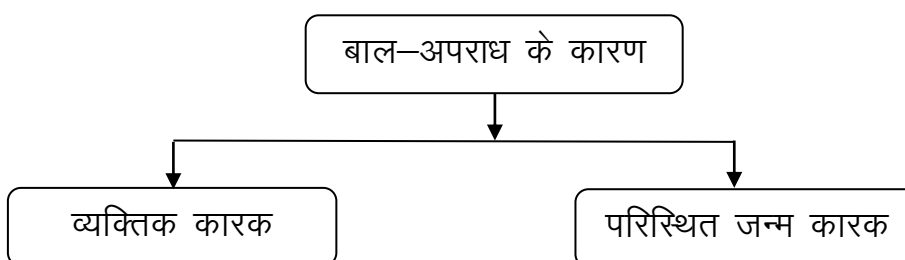 बाल–अपराध के कारण
व्यक्तिक कारक
परिस्थित जन्म कारक